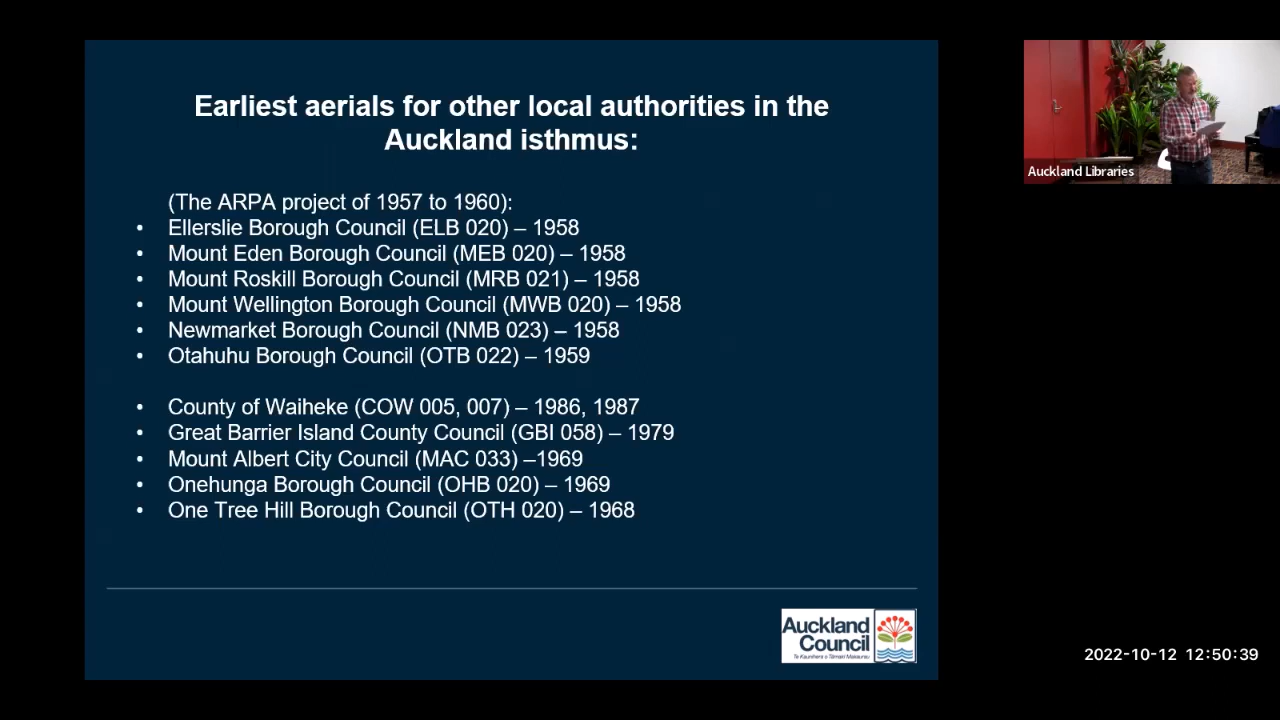 Earliest aerials for other local authorities in the
Auckland isthmus:
(The ARPA project of 1957 to 1960):
• Ellerslie Borough Council (ELB 020) – 1958
• Mount Eden Borough Council (MEB 020) – 1958
• Mount Roskill Borough Council (MRB 021) – 1958
• Mount Wellington Borough Council (MWB 020) – 1958
• Newmarket Borough Council (NMB 023) – 1958
• Otahuhu Borough Council (OTB 022) – 1959
• County of Waiheke (COW 005, 007) – 1986, 1987
• Great Barrier Island County Council (GBI 058) – 1979
• Mount Albert City Council (MAC 033) –1969
• Onehunga Borough Council (OHB 020) – 1969
• One Tree Hill Borough Council (OTH 020) – 1968
Auckland
Council
Te Kaunihera o Tāmaki Makaurau
Auckland Libraries
2022-10-12 12:50:39